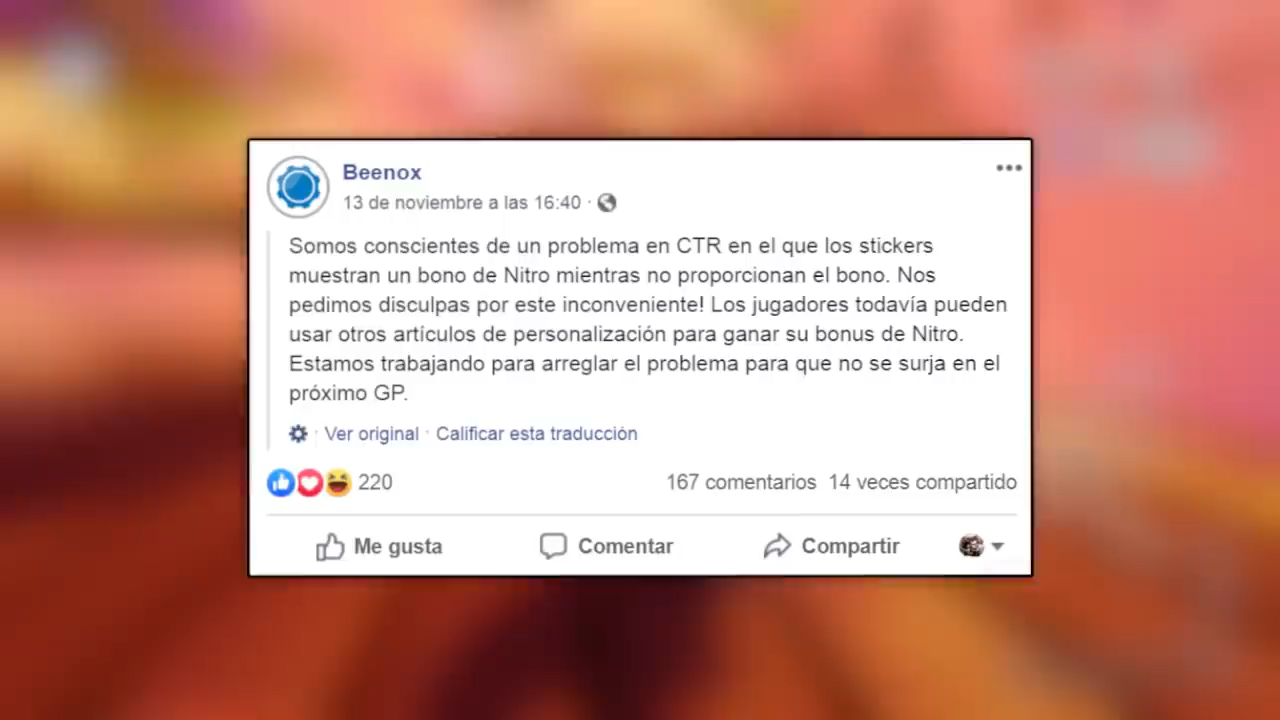 Beenox
13 de noviembre a las 16:40 ·
Somos conscientes de un problema en CTR en el que los stickers
muestran un bono de Nitro mientras no proporcionan el bono. Nos
pedimos disculpas por este inconveniente! Los jugadores todavía pueden
usar otros artículos de personalización para ganar su bonus de Nitro.
Estamos trabajando para arreglar el problema para que no se surja en el
próximo GP.
· Ver original · Calificar esta traducción
220 167 comentarios 14 veces compartido
Me gusta Comentar Compartir